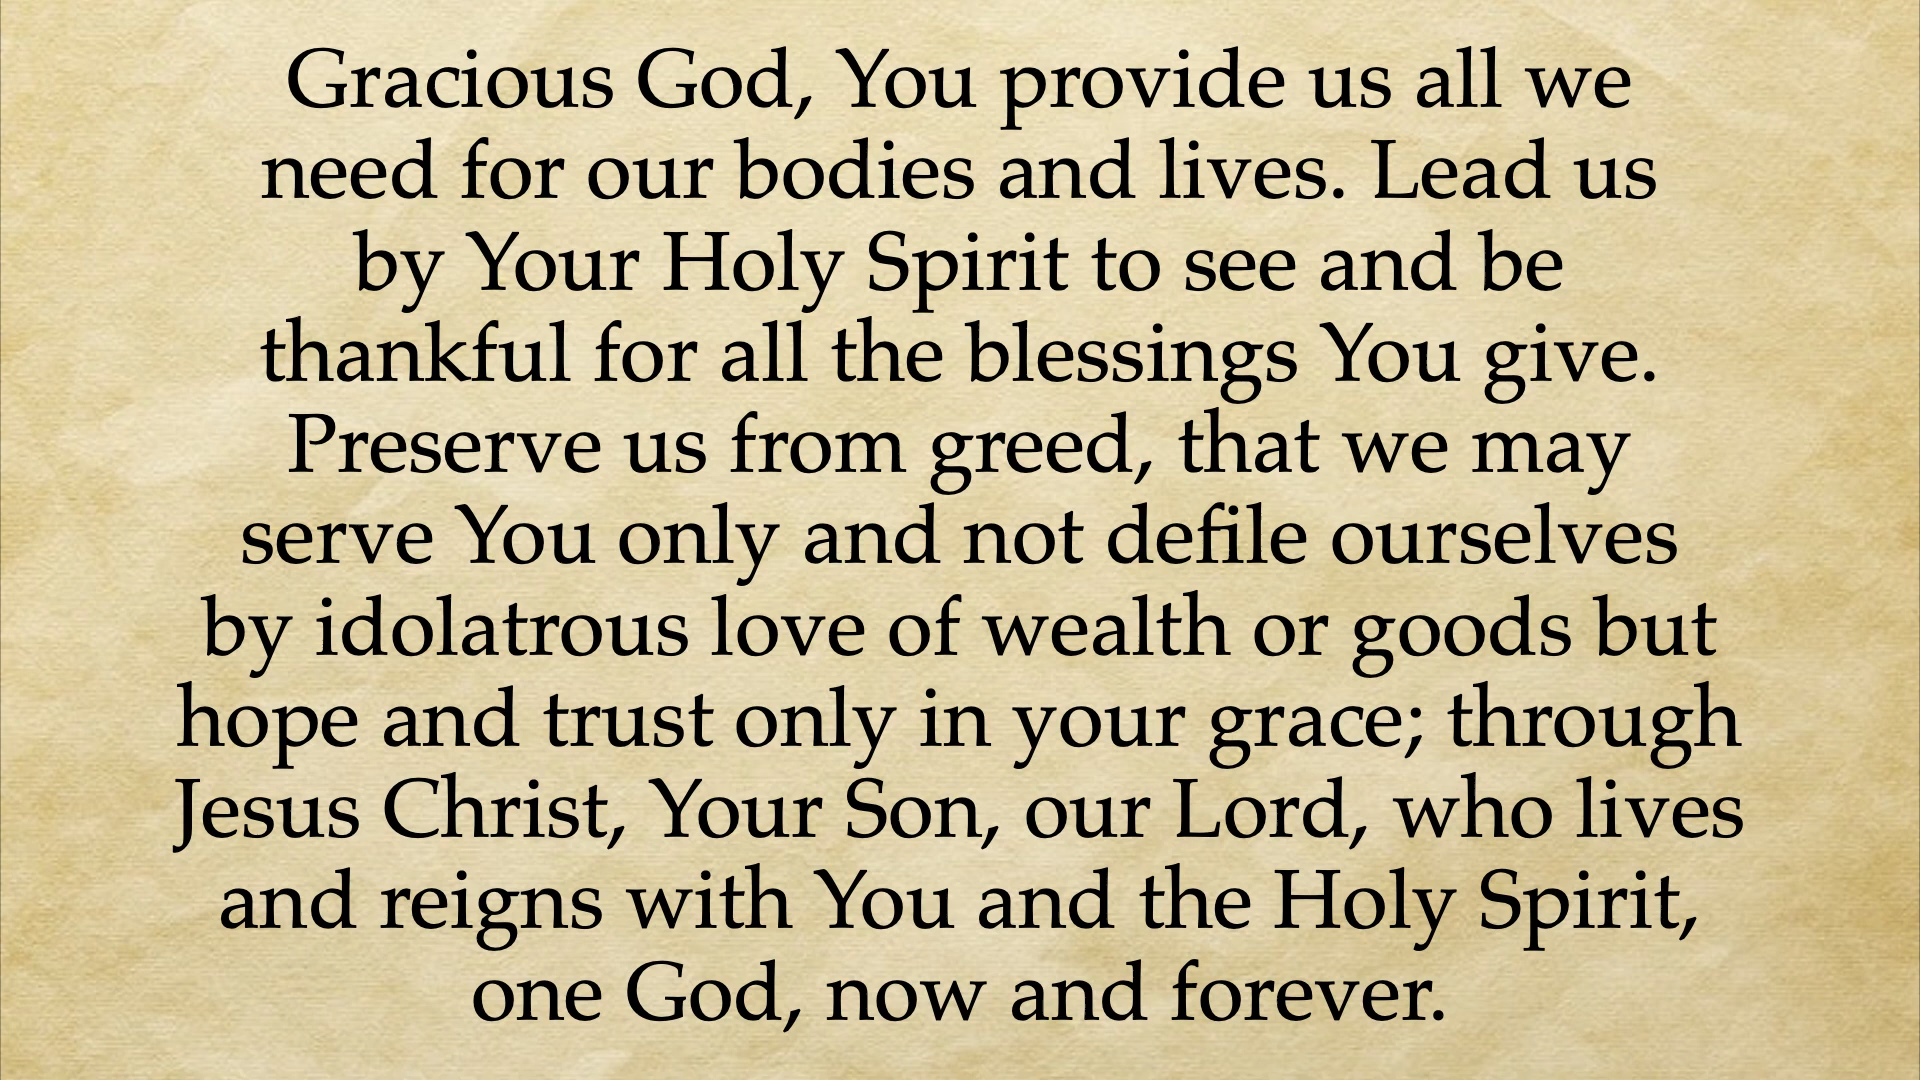 Gracious God, You provide us all we
need for our bodies and lives. Lead us
by Your Holy Spirit to see and be
thankful for all the blessings You give.
Preserve us from greed, that we may
serve You only and not defile ourselves
by idolatrous love of wealth or goods but
hope and trust only in your grace; through
Jesus Christ, Your Son, our Lord, who lives
and reigns with You and the Holy Spirit,
one God, now and forever.